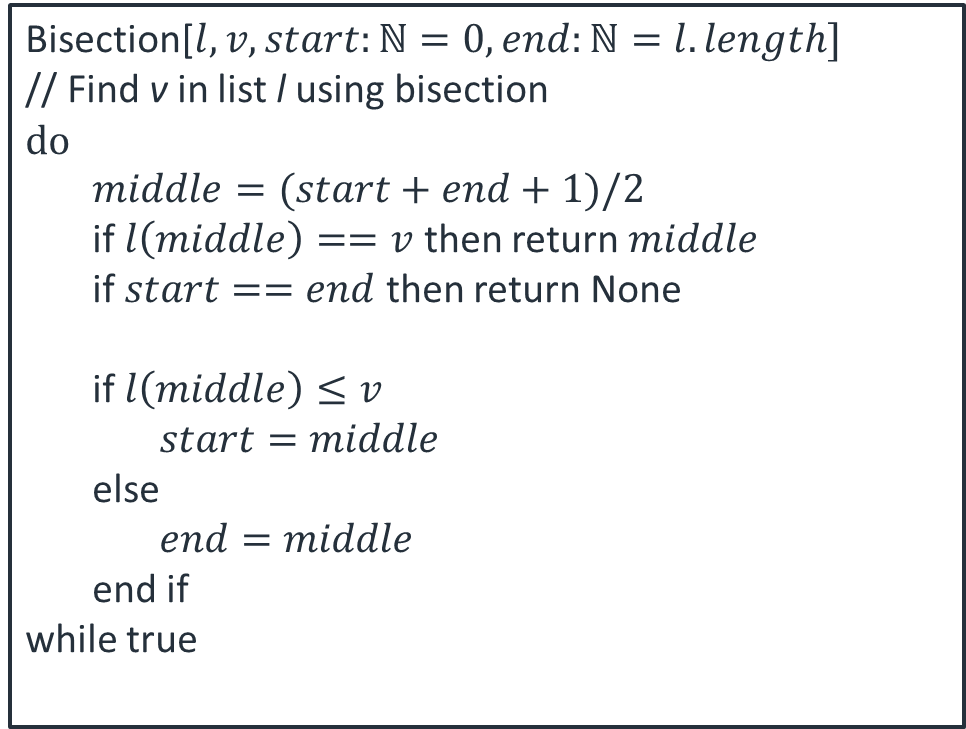 Bisection[l, v, start: ℕ = 0, end: ℕ = l.length]
// Find v in list l using bisection
do
middle = (start + end + 1)/2
if l(middle) == v then return middle
if start == end then return None
if l(middle) ≤ v
start = middle
else
end = middle
end if
while true